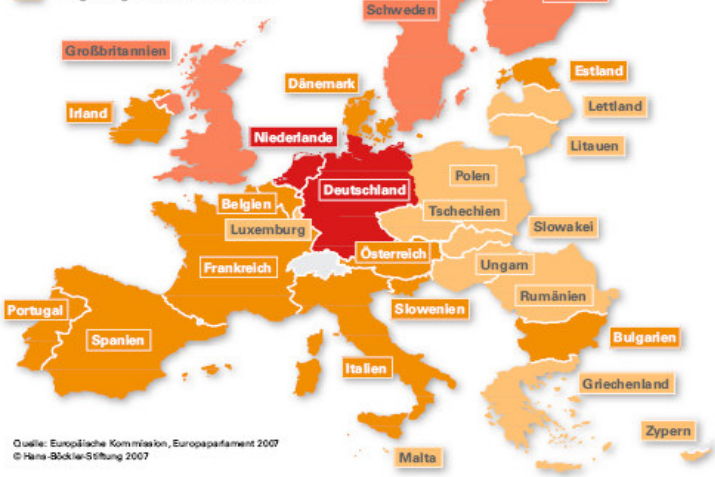 Schweden
Großbritannien
Dänemark
Estland
Irland
Lettland
Niederlande
Litauen
Polen
Deutschland
Belgien
Tschechien
Luxemburg
Slowakei
Österreich
Frankreich
Ungarn
Rumänien
Portugal
Slowenien
Spanien
Bulgarien
Italien
Griechenland
Zypern
Quelle: Europäische Kommission, Europaparlament 2007
© Hans-Böckler-Stiftung 2007
Malta